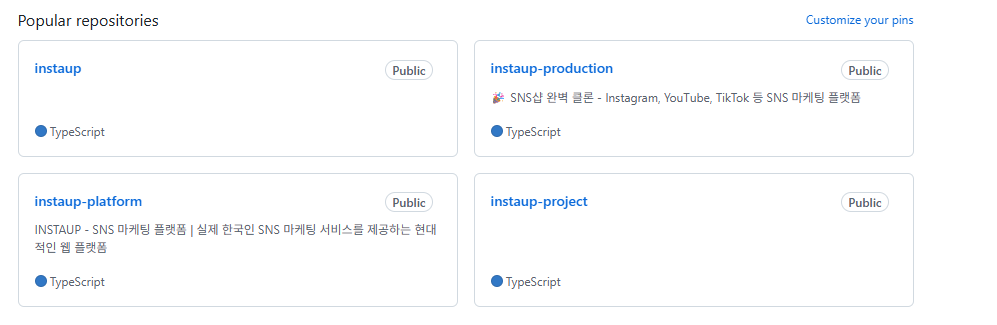 Popular repositories
Customize your pins
instaup
Public
TypeScript
instaup-production
Public
🎉 SNS샵 완벽 클론 - Instagram, YouTube, TikTok 등 SNS 마케팅 플랫폼
TypeScript
instaup-platform
Public
INSTAUP - SNS 마케팅 플랫폼 | 실제 한국인 SNS 마케팅 서비스를 제공하는 현대
적인 웹 플랫폼
TypeScript
instaup-project
Public
TypeScript